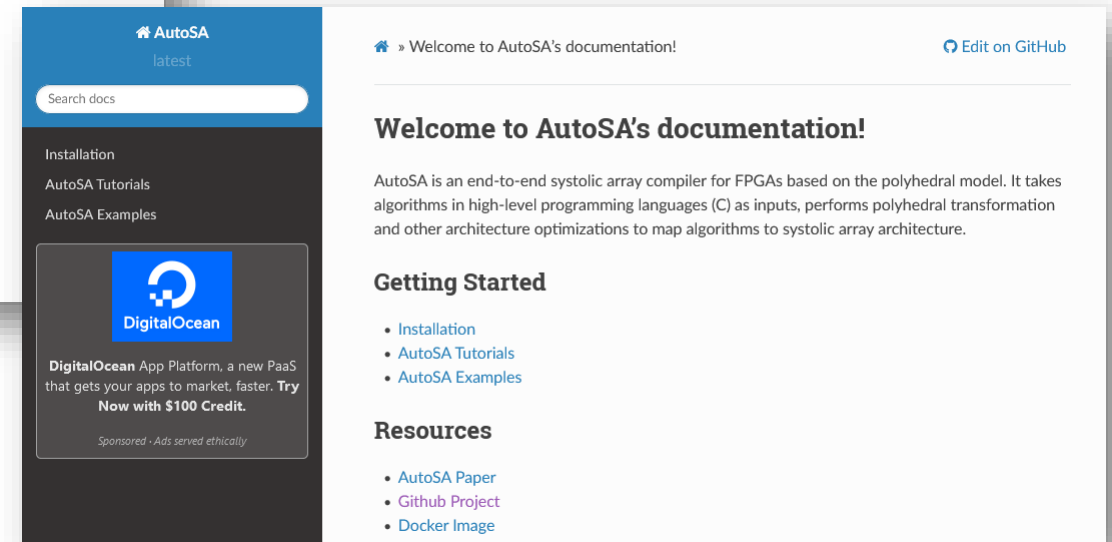 AutoSA
latest
Search docs
Installation
AutoSA Tutorials
AutoSA Examples
DigitalOcean
DigitalOcean App Platform, a new PaaS
that gets your apps to market, faster. Try
Now with $100 Credit.
Sponsored · Ads served ethically
» Welcome to AutoSA's documentation!
Edit on GitHub
Welcome to AutoSA's documentation!
AutoSA is an end-to-end systolic array compiler for FPGAs based on the polyhedral model. It takes
algorithms in high-level programming languages (C) as inputs, performs polyhedral transformation
and other architecture optimizations to map algorithms to systolic array architecture.
Getting Started
• Installation
• AutoSA Tutorials
• AutoSA Examples
Resources
• AutoSA Paper
• Github Project
• Docker Image